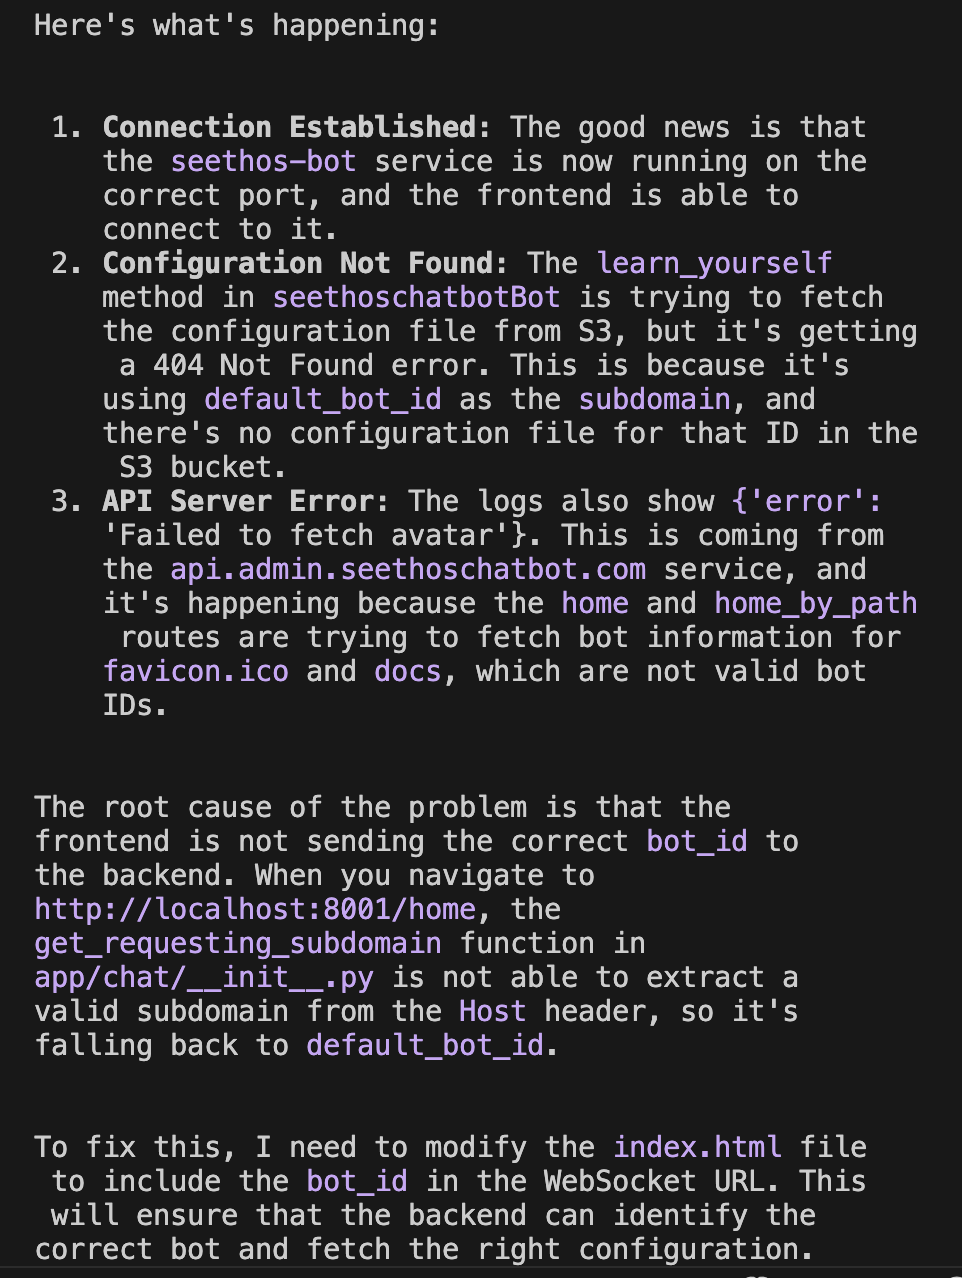 Here's what's happening:
1. Connection Established: The good news is that
the seethos-bot service is now running on the
correct port, and the frontend is able to
connect to it.
2. Configuration Not Found: The learn_yourself
method in seethoschatbotBot is trying to fetch
the configuration file from S3, but it's getting
a 404 Not Found error. This is because it's
using default_bot_id as the subdomain, and
there's no configuration file for that ID in the
S3 bucket.
3. API Server Error: The logs also show {'error':
'Failed to fetch avatar'}. This is coming from
the api.admin.seethoschatbot.com service, and
it's happening because the home and home_by_path
routes are trying to fetch bot information for
favicon.ico and docs, which are not valid bot
IDs.
The root cause of the problem is that the
frontend is not sending the correct bot_id to
the backend. When you navigate to
http://localhost:8001/home, the
get_requesting_subdomain function in
app/chat/__init__.py is not able to extract a
valid subdomain from the Host header, so it's
falling back to default_bot_id.
To fix this, I need to modify the index.html file
to include the bot_id in the WebSocket URL. This
will ensure that the backend can identify the
correct bot and fetch the right configuration.